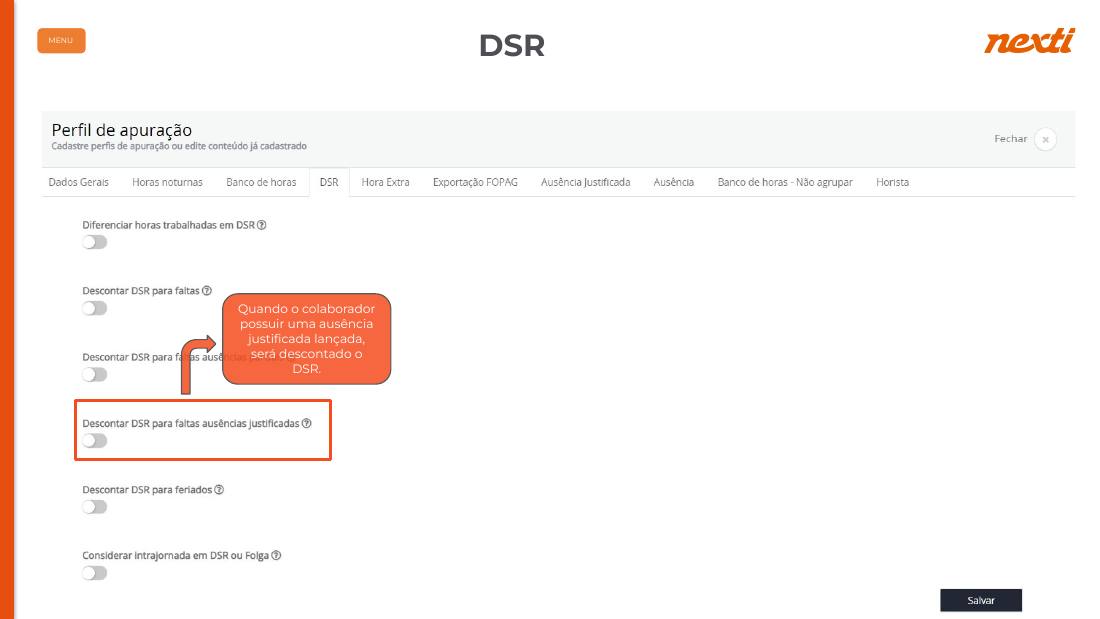 MENU
DSR
nexti
Perfil de apuração
Cadastre perfis de apuração ou edite conteúdo já cadastrado
Fechar
Dados Gerais Horas noturnas Banco de horas DSR Hora Extra Exportação FOPAG Ausência Justificada Ausência Banco de horas - Não agrupar Horista
Diferenciar horas trabalhadas em DSR
Descontar DSR para faltas
Quando o colaborador
possuir uma ausência
justificada lançada,
será descontado o
DSR.
Descontar DSR para faltas
Descontar DSR para faltas ausências justificadas
Descontar DSR para feriados
Considerar intrajornada em DSR ou Folga
Salvar